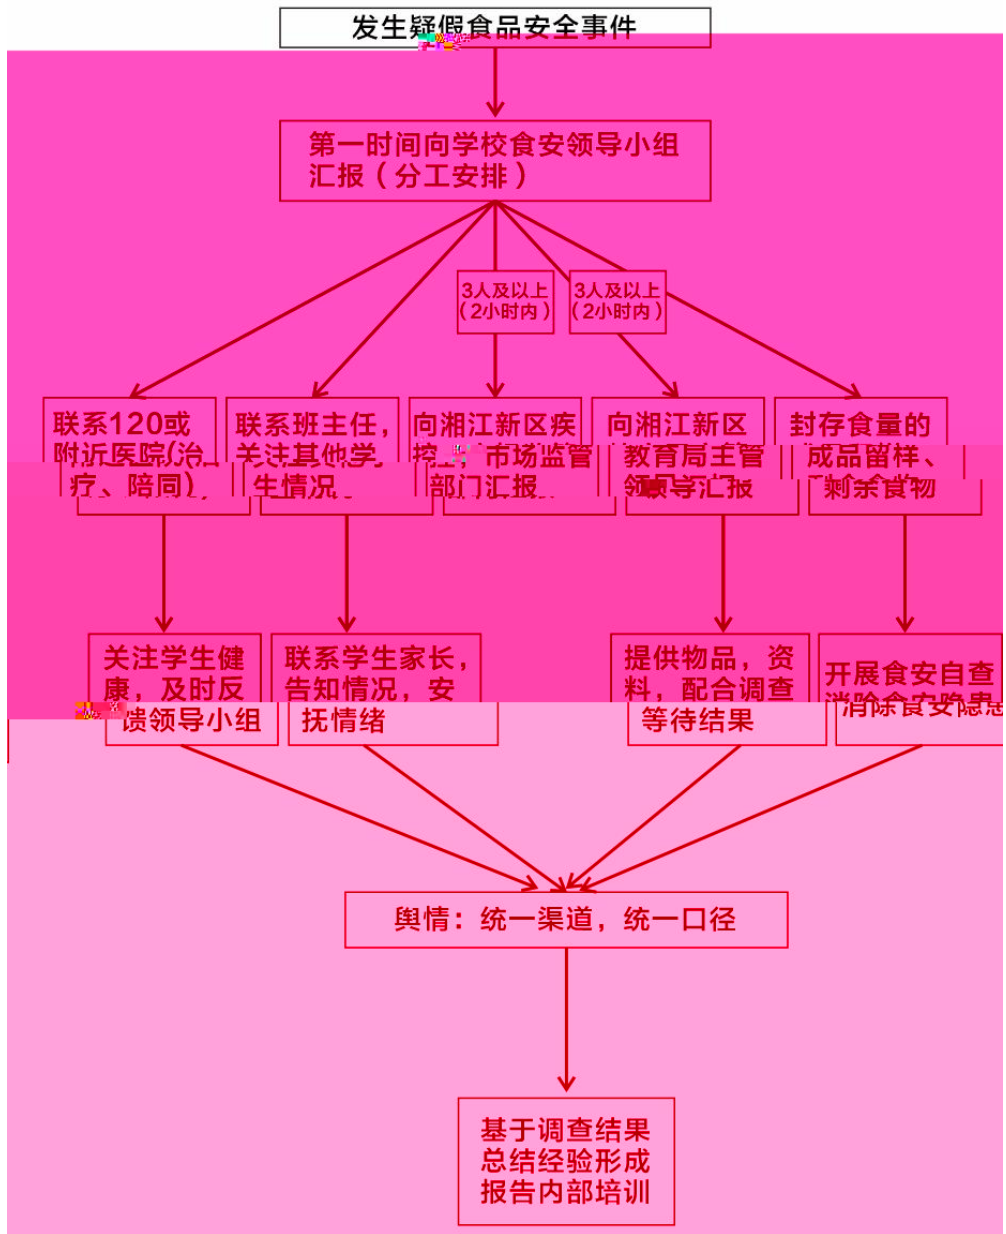 发生疑假食品安全事件
第一时间向学校食安领导小组
汇报（分工安排）
3人及以上
（2小时内）
3人及以上
（2小时内）
联系120或
附近医院(治
疗、陪同)
联系班主任，
关注其他学
生情况
向湘江新区疾
控、市场监管
部门汇报
向湘江新区
教育局主管
领导汇报
封存食量的
成品留样、
剩余食物
关注学生健
康，及时反
馈领导小组
联系学生家长，
告知情况，安
抚情绪
提供物品，资
料，配合调查
等待结果
开展食安自查
消除食安隐患
舆情：统一渠道，统一口径
基于调查结果
总结经验形成
报告内部培训